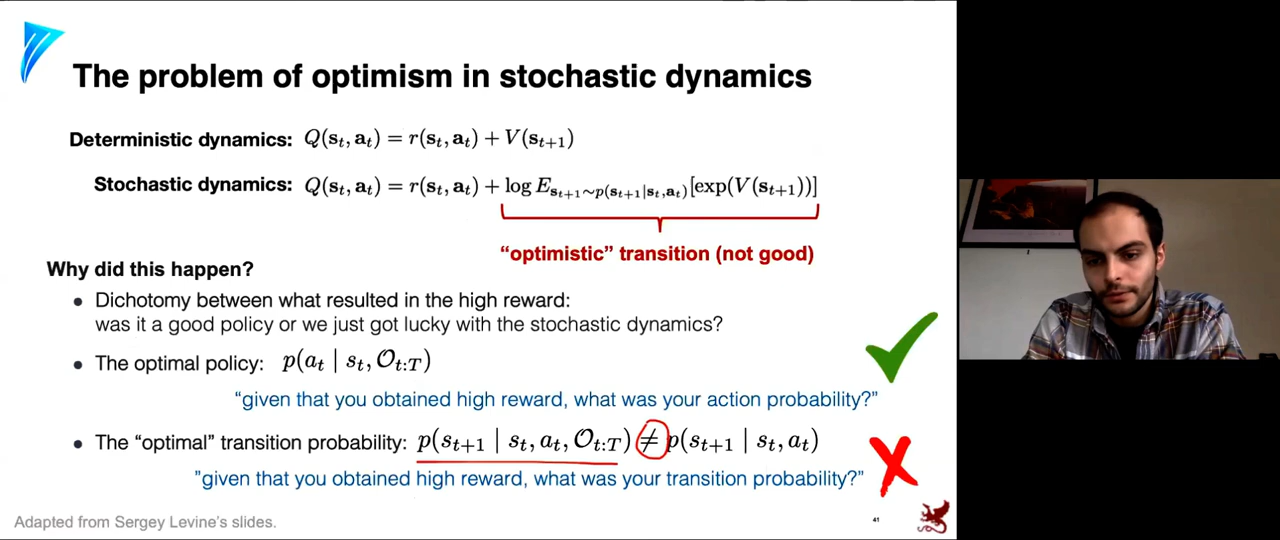 The problem of optimism in stochastic dynamics
Deterministic dynamics: Q(s_t, a_t) = r(s_t, a_t) + V(s_{t+1})
Stochastic dynamics: Q(s_t, a_t) = r(s_t, a_t) + log E_{s_{t+1}∼p(s_{t+1}|s_t,a_t)}[exp(V(s_{t+1}))]
“optimistic” transition (not good)
Why did this happen?
• Dichotomy between what resulted in the high reward:
was it a good policy or we just got lucky with the stochastic dynamics?
• The optimal policy: p(a_t | s_t, O_{t:T})
“given that you obtained high reward, what was your action probability?”
• The “optimal” transition probability: p(s_{t+1} | s_t, a_t, O_{t:T}) ≠ p(s_{t+1} | s_t, a_t)
"given that you obtained high reward, what was your transition probability?”
Adapted from Sergey Levine's slides.
41